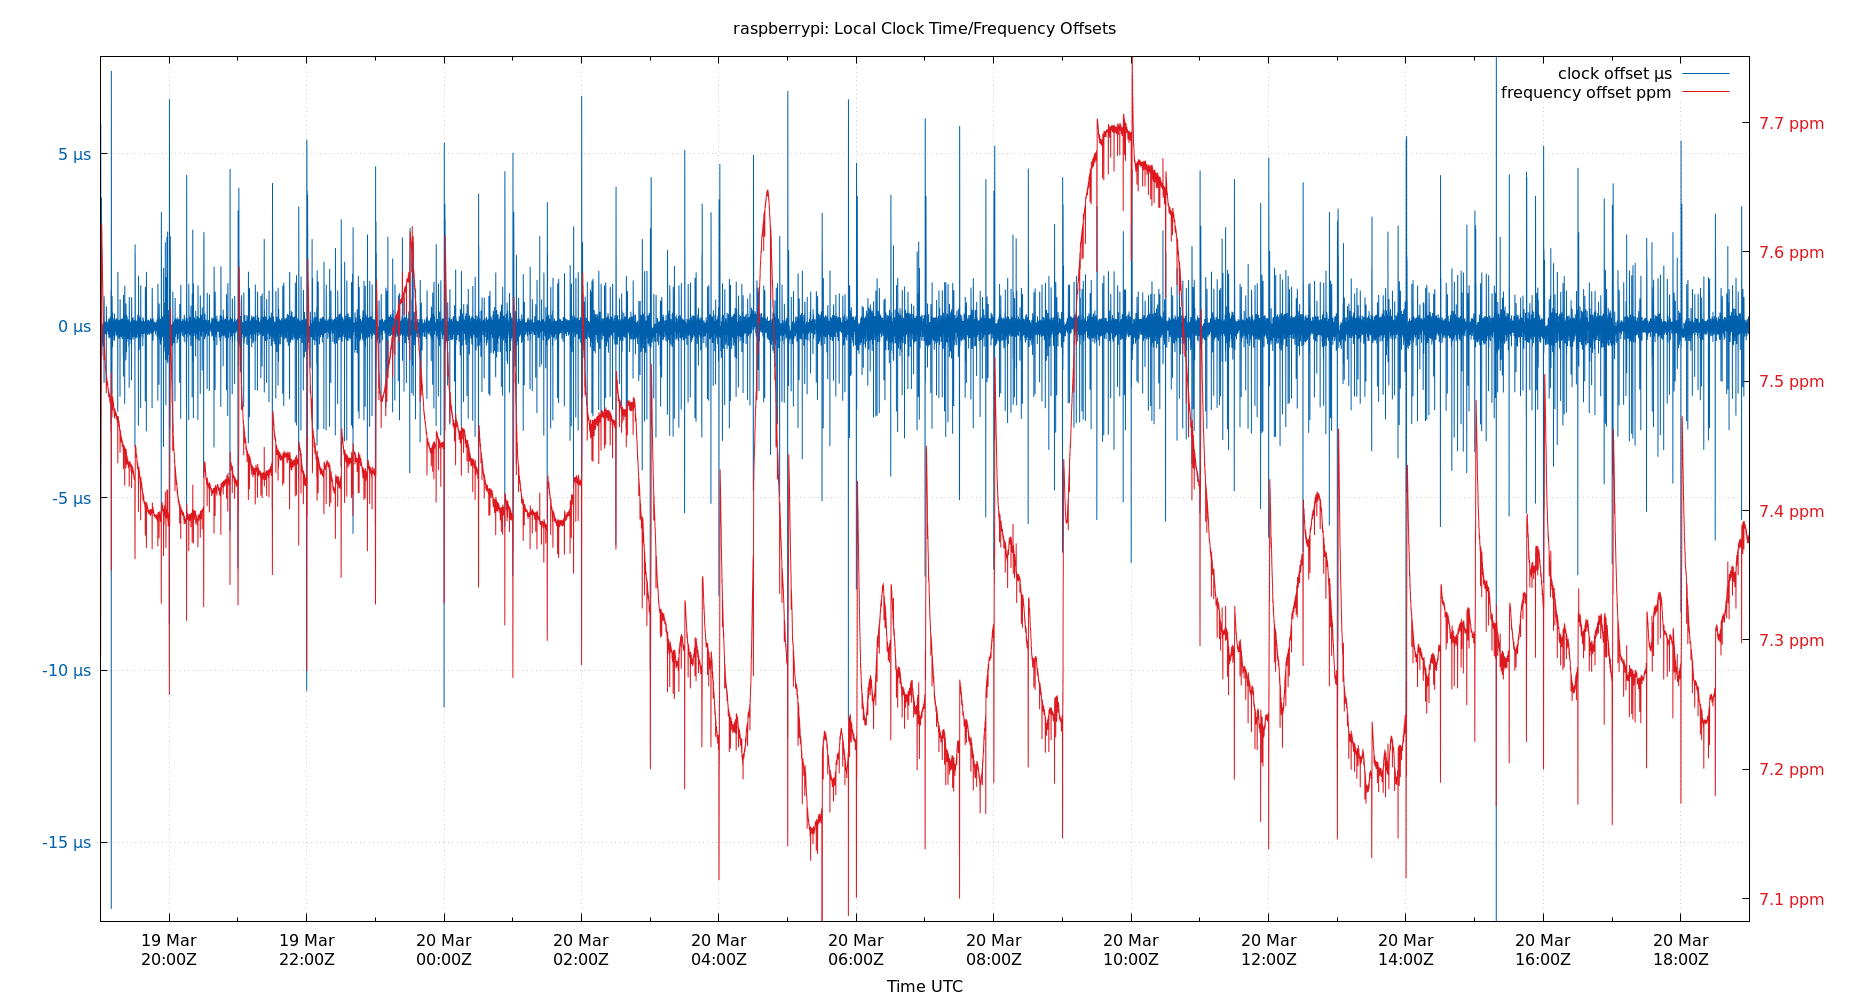 raspberrypi: Local Clock Time/Frequency Offsets
clock offset µs
frequency offset ppm
5 µs
0 µs
-5 µs
-10 µs
-15 µs
7.7 ppm
7.6 ppm
7.5 ppm
7.4 ppm
7.3 ppm
7.2 ppm
7.1 ppm
19 Mar 19 Mar 20 Mar 20 Mar 20 Mar 20 Mar 20 Mar 20 Mar 20 Mar 20 Mar 20 Mar 20 Mar
20:00Z 22:00Z 00:00Z 02:00Z 04:00Z 06:00Z 08:00Z 10:00Z 12:00Z 14:00Z 16:00Z 18:00Z
Time UTC